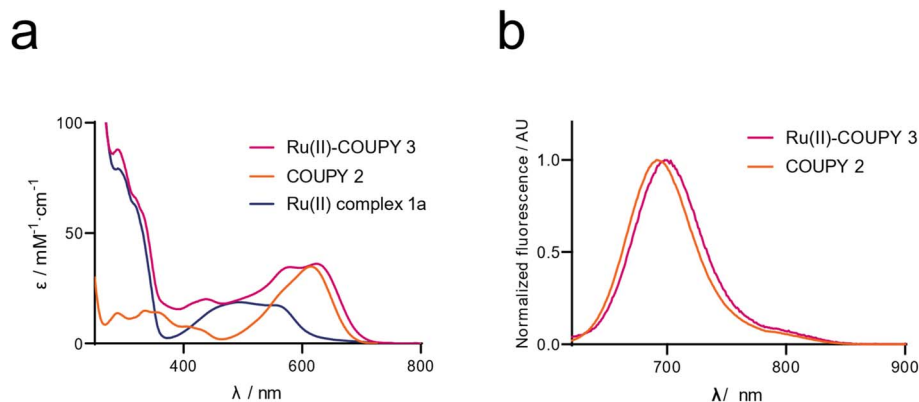 a
b
100
50
0
400
600
800
ε / mM⁻¹·cm⁻¹
λ / nm
Ru(II)-COUPY 3
COUPY 2
Ru(II) complex 1a
1.0
0.5
0.0
700
800
900
Normalized fluorescence / AU
λ/ nm
Ru(II)-COUPY 3
COUPY 2